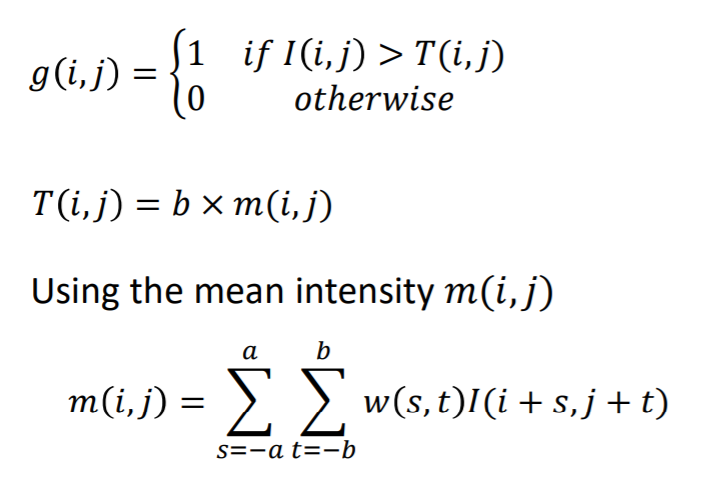 g(i,j) = {1 if I(i,j) > T(i,j)
0 otherwise
T(i,j) = b × m(i,j)
Using the mean intensity m(i,j)
m(i,j) = ∑_{s=-a}^{a} ∑_{t=-b}^{b} w(s,t)I(i + s,j + t)